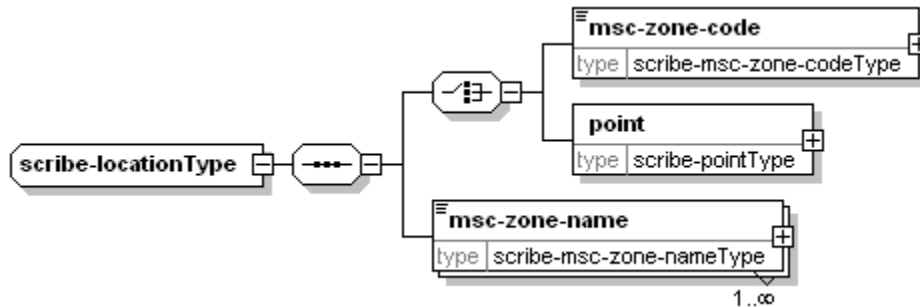 msc-zone-code
type scribe-msc-zone-codeType
point
type scribe-pointType
scribe-locationType
msc-zone-name
type scribe-msc-zone-nameType
1..∞